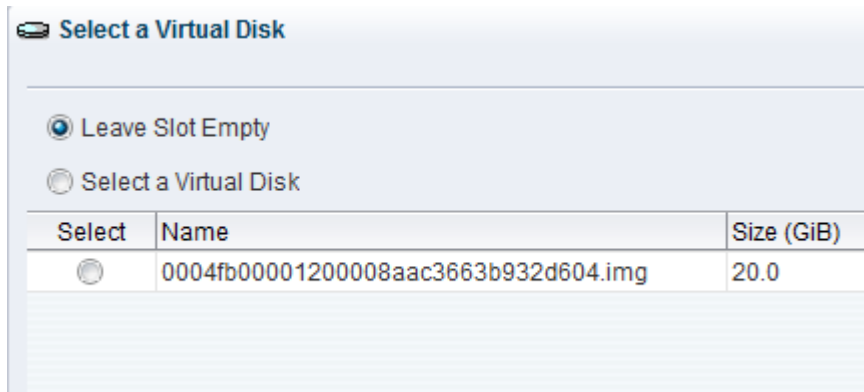 Select a Virtual Disk
Leave Slot Empty
Select a Virtual Disk
Select Name Size (GiB)
0004fb00001200008aac3663b932d604.img 20.0